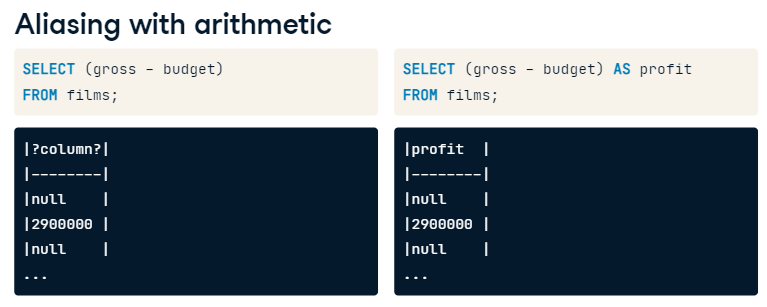 Aliasing with arithmetic
SELECT (gross - budget)
FROM films;
|?column?|
|--------|
|null    |
|2900000 |
|null    |
...
SELECT (gross - budget) AS profit
FROM films;
|profit  |
|--------|
|null    |
|2900000 |
|null    |
...